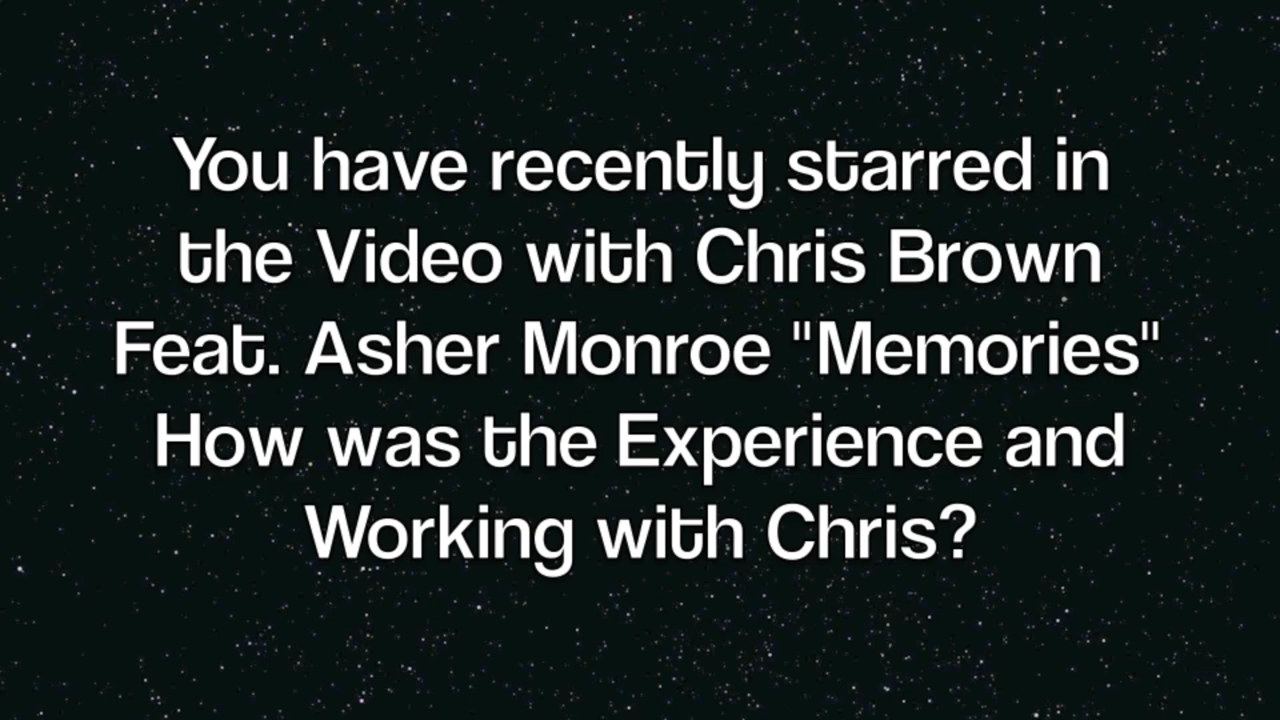 You have recently starred in
the Video with Chris Brown
Feat. Asher Monroe "Memories"
How was the Experience and
Working with Chris?